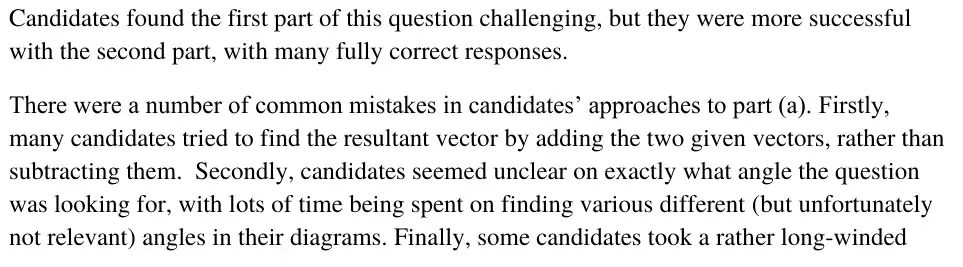 Candidates found the first part of this question challenging, but they were more successful
with the second part, with many fully correct responses.
There were a number of common mistakes in candidates’ approaches to part (a). Firstly,
many candidates tried to find the resultant vector by adding the two given vectors, rather than
subtracting them.  Secondly, candidates seemed unclear on exactly what angle the question
was looking for, with lots of time being spent on finding various different (but unfortunately
not relevant) angles in their diagrams. Finally, some candidates took a rather long-winded